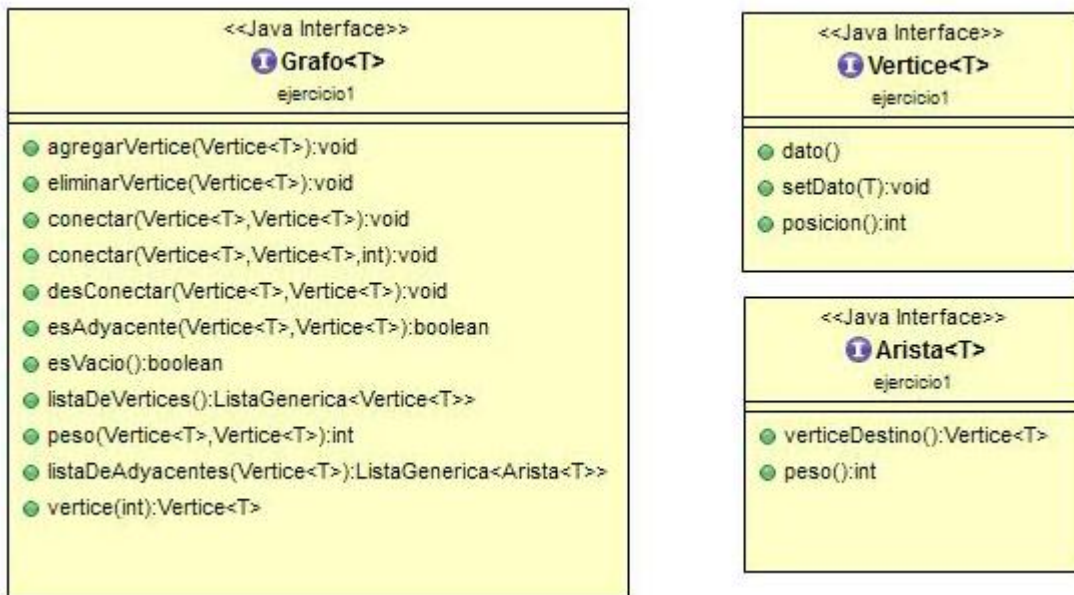 <<Java Interface>>
Grafo<T>
ejercicio1
agregarVertice(Vertice<T>):void
eliminarVertice(Vertice<T>):void
conectar(Vertice<T>,Vertice<T>):void
conectar(Vertice<T>,Vertice<T>,int):void
desConectar(Vertice<T>,Vertice<T>):void
esAdyacente(Vertice<T>,Vertice<T>):boolean
esVacio():boolean
listaDeVertices():ListaGenerica<Vertice<T>>
peso(Vertice<T>,Vertice<T>):int
listaDeAdyacentes(Vertice<T>):ListaGenerica<Arista<T>>
vertice(int):Vertice<T>
<<Java Interface>>
Vertice<T>
ejercicio1
dato()
setDato(T):void
posicion():int
<<Java Interface>>
Arista<T>
ejercicio1
verticeDestino():Vertice<T>
peso():int